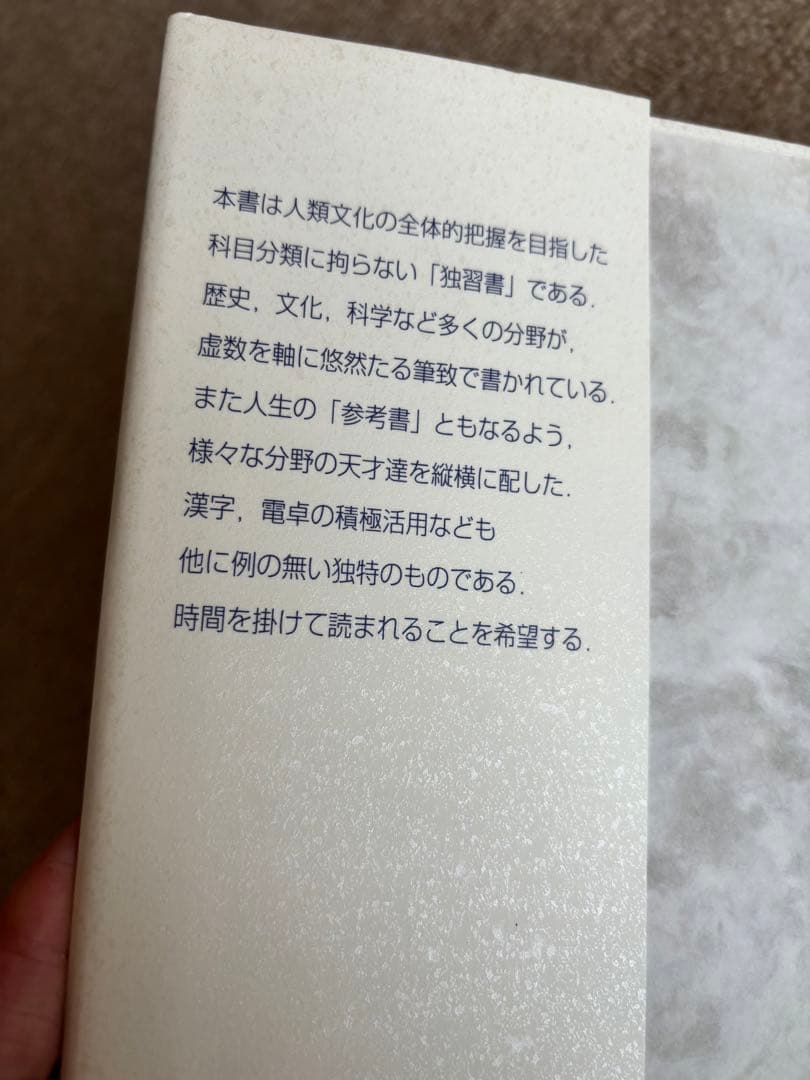 本書は人類文化の全体的把握を目指した
科目分類に拘らない「独習書」である．
歴史，文化，科学など多くの分野が，
虚数を軸に悠然たる筆致で書かれている．
また人生の「参考書」ともなるよう，
様々な分野の天才達を縦横に配した．
漢字，電卓の積極活用なども
他に例の無い独特のものである．
時間を掛けて読まれることを希望する．